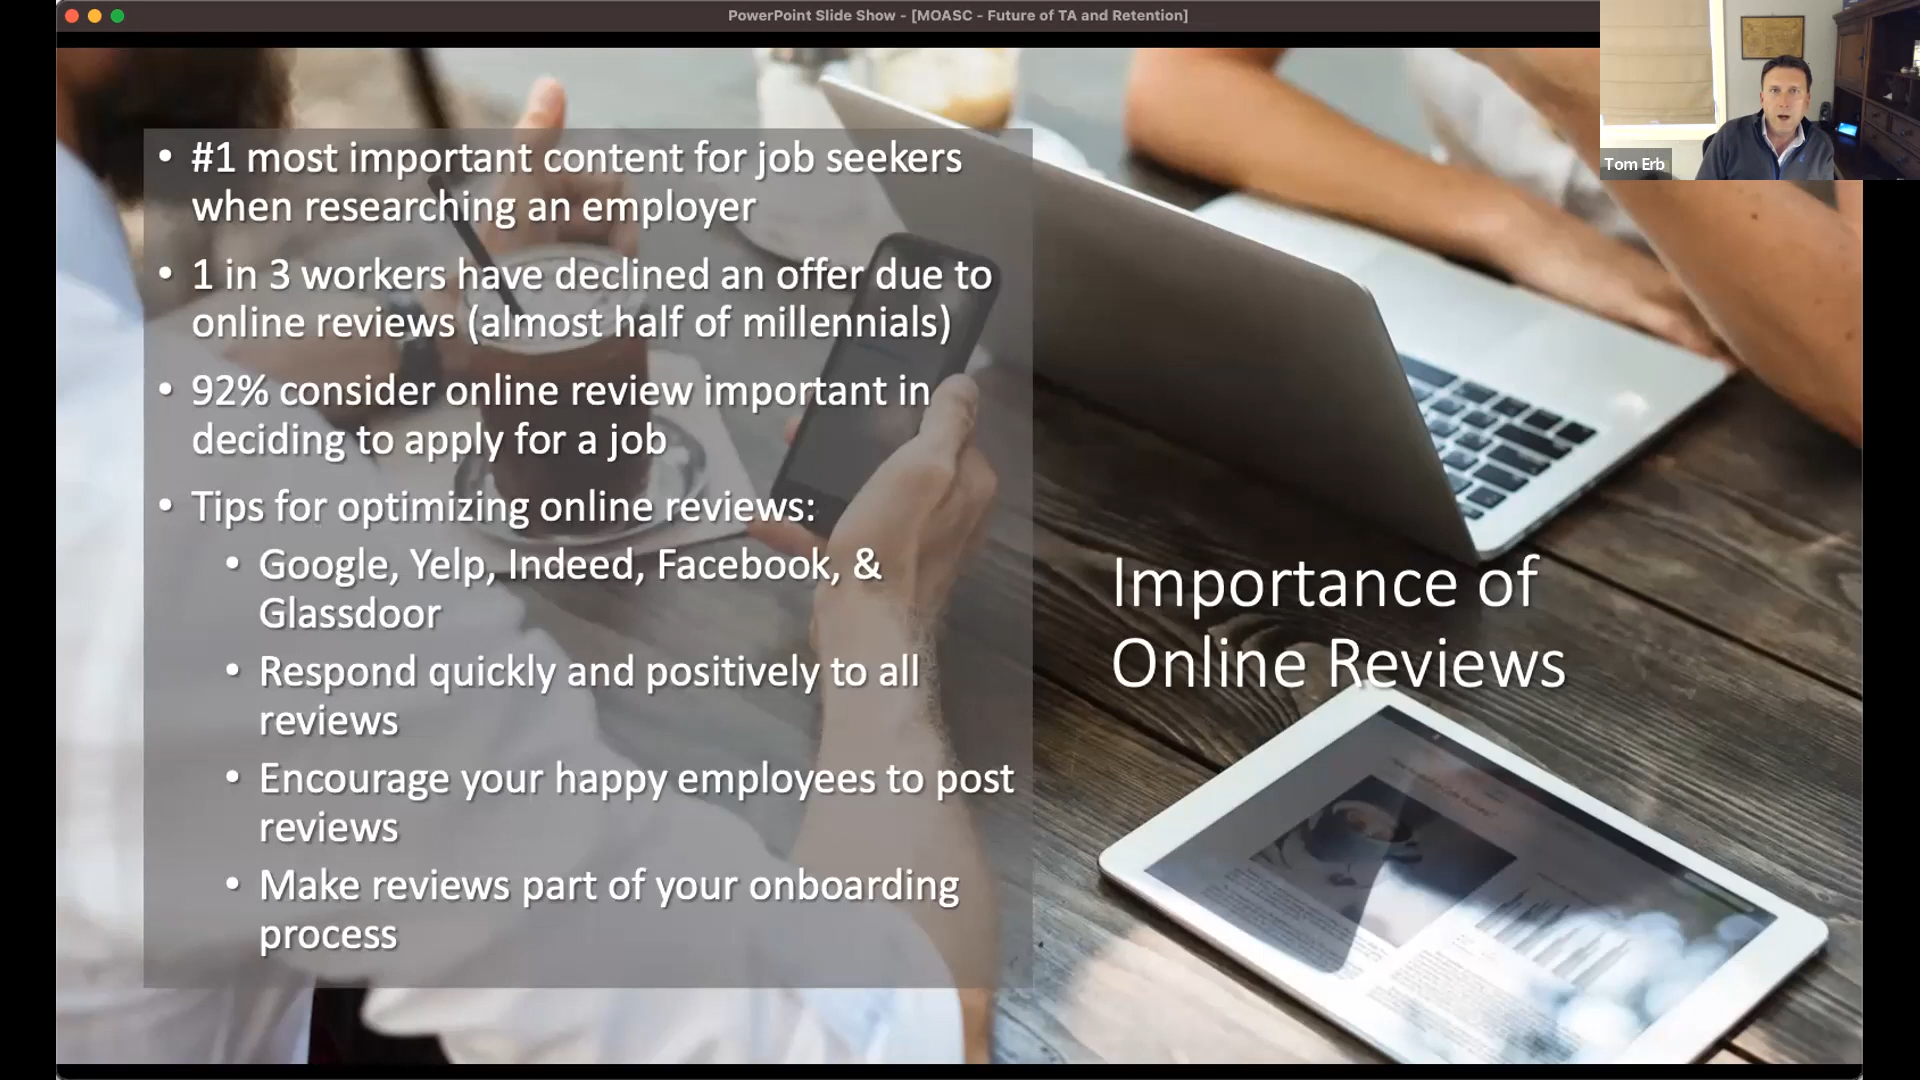 PowerPoint Slide Show - [MOASC - Future of TA and Retention]
Tom Erb
• #1 most important content for job seekers
when researching an employer
• 1 in 3 workers have declined an offer due to
online reviews (almost half of millennials)
• 92% consider online review important in
deciding to apply for a job
• Tips for optimizing online reviews:
• Google, Yelp, Indeed, Facebook, &
Glassdoor
• Respond quickly and positively to all
reviews
• Encourage your happy employees to post
reviews
• Make reviews part of your onboarding
process
Importance of
Online Reviews